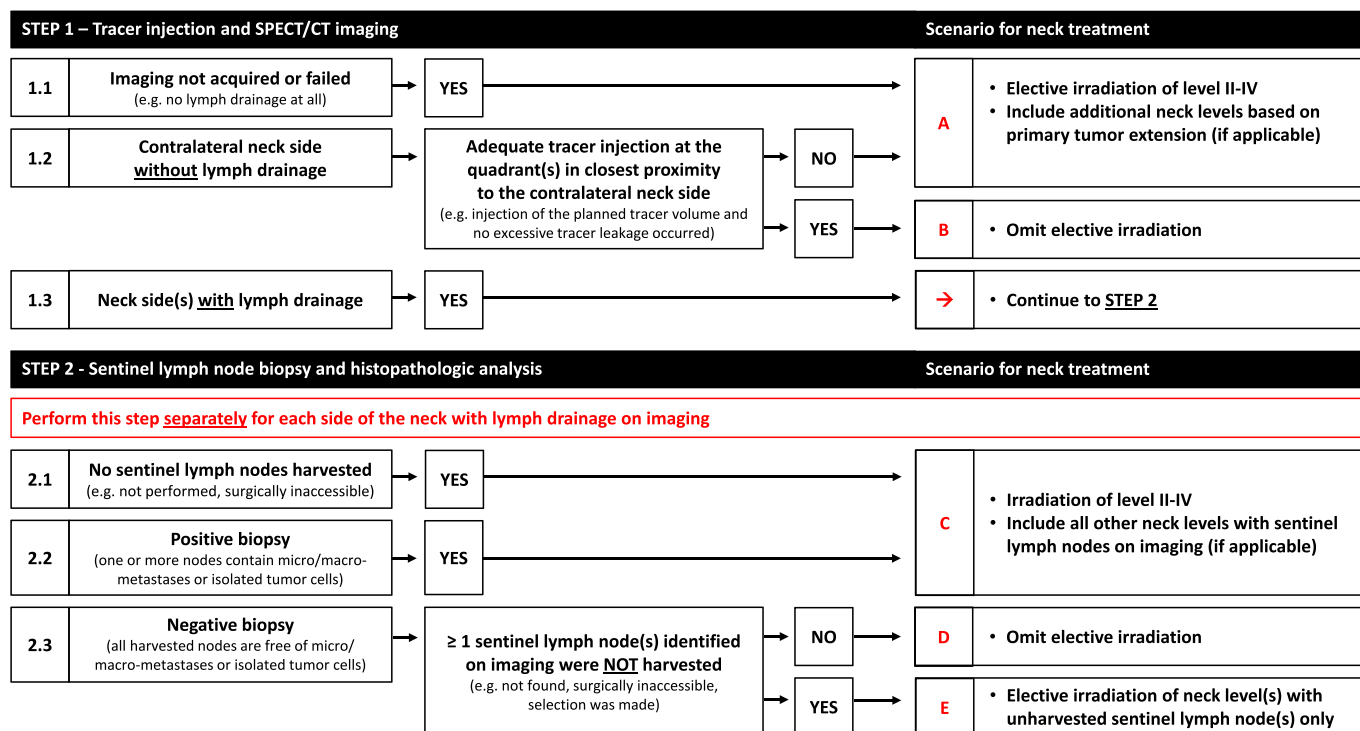 STEP 1 – Tracer injection and SPECT/CT imaging
Scenario for neck treatment
1.1
Imaging not acquired or failed
(e.g. no lymph drainage at all)
YES
A
• Elective irradiation of level II-IV
• Include additional neck levels based on
primary tumor extension (if applicable)
1.2
Contralateral neck side
without lymph drainage
Adequate tracer injection at the
quadrant(s) in closest proximity
to the contralateral neck side
(e.g. injection of the planned tracer volume and
no excessive tracer leakage occurred)
NO
YES
B
• Omit elective irradiation
1.3
Neck side(s) with lymph drainage
YES
→
• Continue to STEP 2
STEP 2 - Sentinel lymph node biopsy and histopathologic analysis
Scenario for neck treatment
Perform this step separately for each side of the neck with lymph drainage on imaging
2.1
No sentinel lymph nodes harvested
(e.g. not performed, surgically inaccessible)
YES
C
• Irradiation of level II-IV
• Include all other neck levels with sentinel
lymph nodes on imaging (if applicable)
2.2
Positive biopsy
(one or more nodes contain micro/macro-
metastases or isolated tumor cells)
YES
2.3
Negative biopsy
(all harvested nodes are free of micro/
macro-metastases or isolated tumor cells)
≥ 1 sentinel lymph node(s) identified
on imaging were NOT harvested
(e.g. not found, surgically inaccessible,
selection was made)
NO
D
• Omit elective irradiation
YES
E
• Elective irradiation of neck level(s) with
unharvested sentinel lymph node(s) only